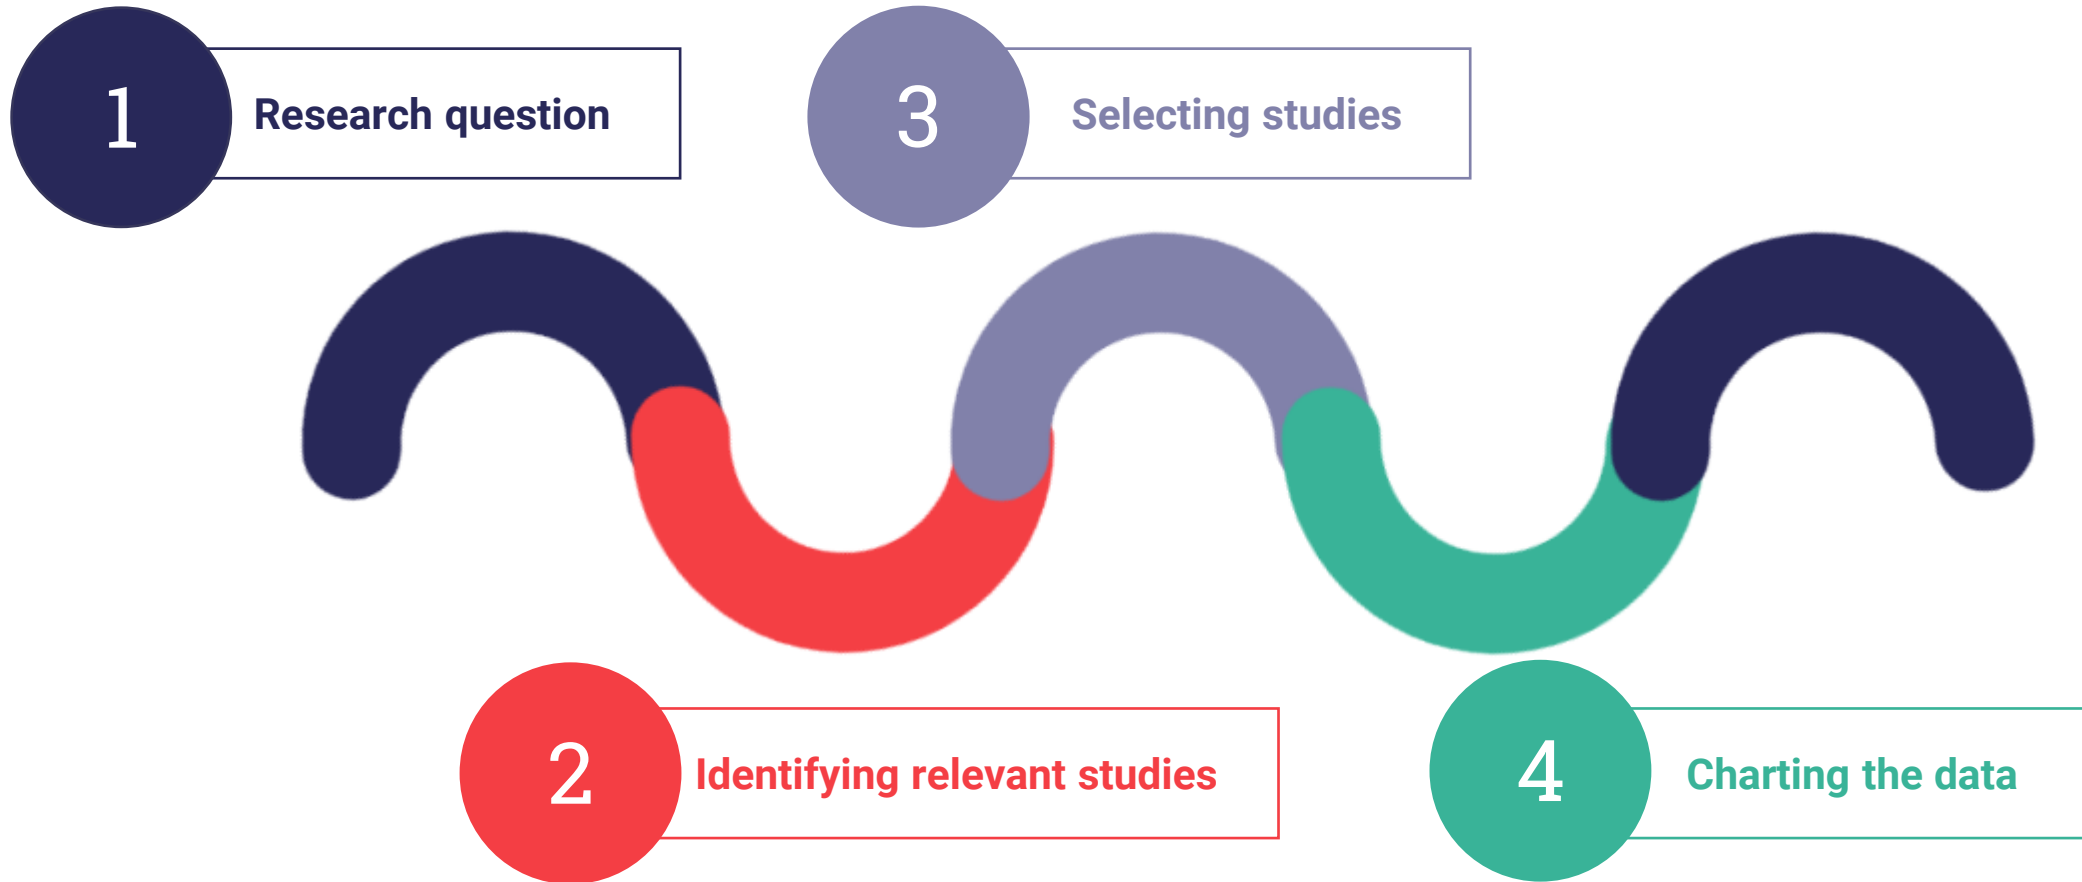 1
Research question
2
Identifying relevant studies
3
Selecting studies
4
Charting the data